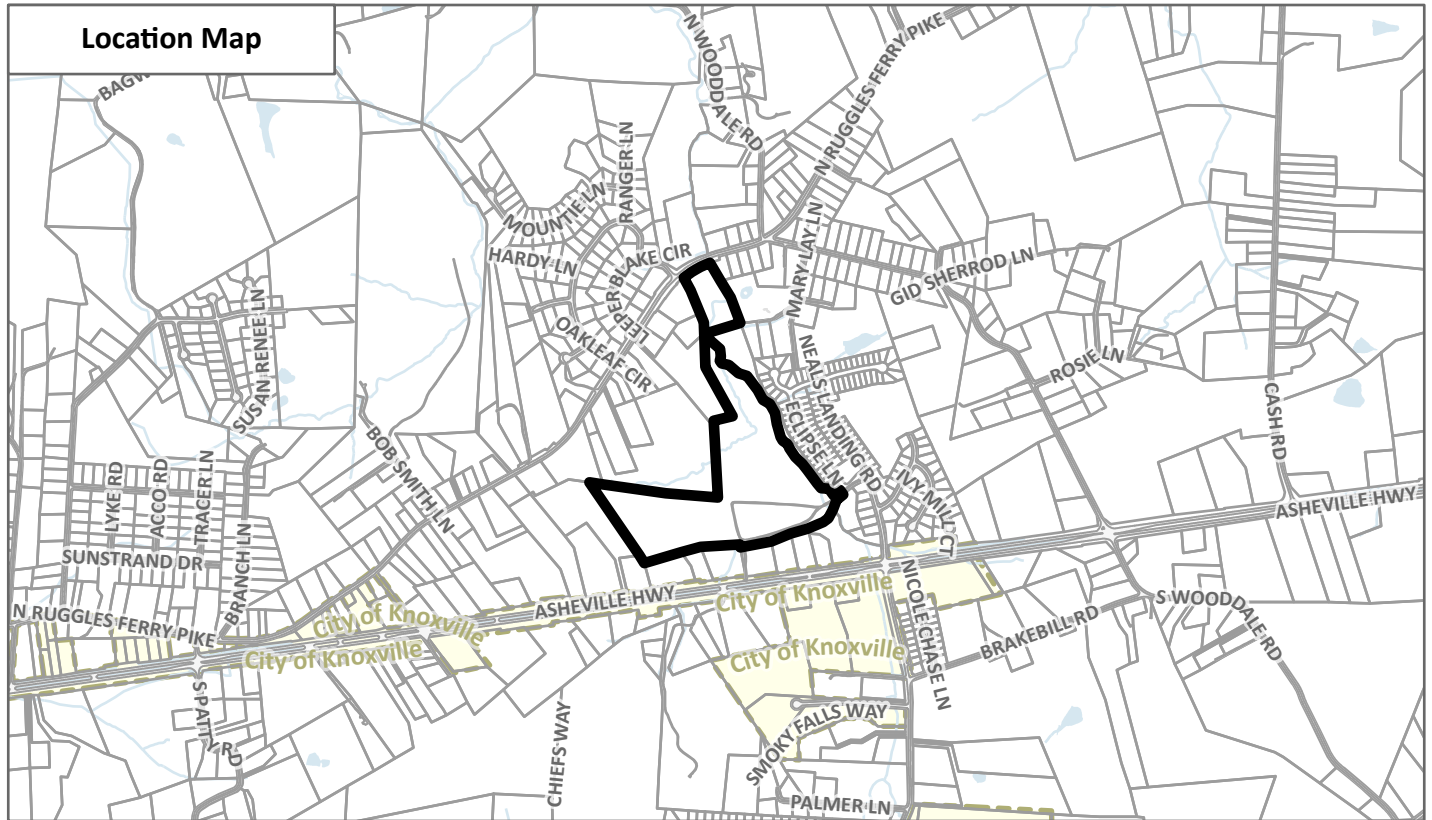 Location Map
N WOODDALE RD
N RUGGLES FERRY PIKE
RANGER LN
MOUNTIE LN
HARDY LN
BLAKE CIR
LEEPER
MARY LAY LN
GID SHERROD LN
OAKLEAF CIR
NEALS LANDING RD
ROSIE LN
SUSAN RENEE LN
ECLIPSE LN
CASH RD
BOB SMITH LN
IVY MILL CT
LYKE RD
ACCO RD
TRACER LN
ASHEVILLE HWY
SUNSTRAND DR
BRANCH LN
N RUGGLES FERRY PIKE
City of Knoxville
ASHEVILLE HWY
City of Knoxville
NICOLE CHASE LN
S WOODDALE RD
City of Knoxville
City of Knoxville
BRAKEBILL RD
S PATTY RD
CHIEFS WAY
SMOKY FALLS WAY
PALMER LN